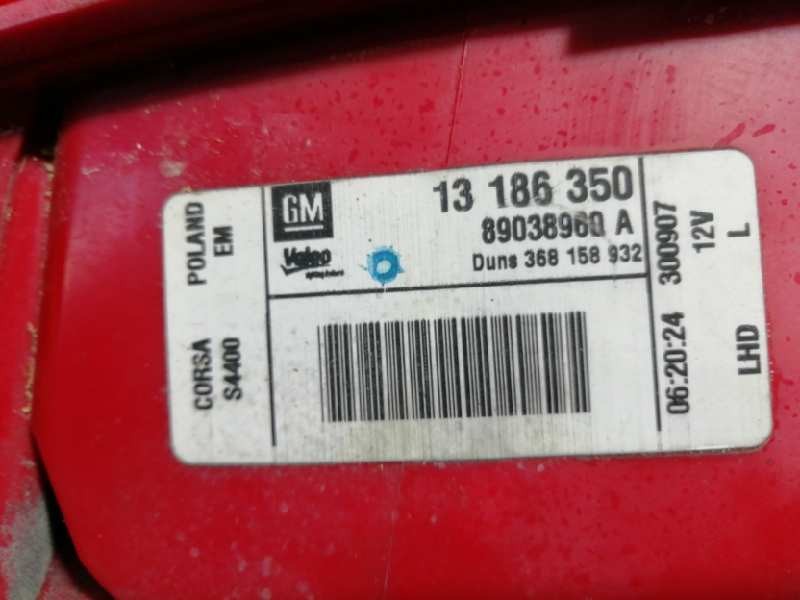 POLAND
EM
CORSA
S4400
GM
Valeo
13 186 350
89038960 A
Duns 368 158 932
06:20:24 300907
12V
LHD L